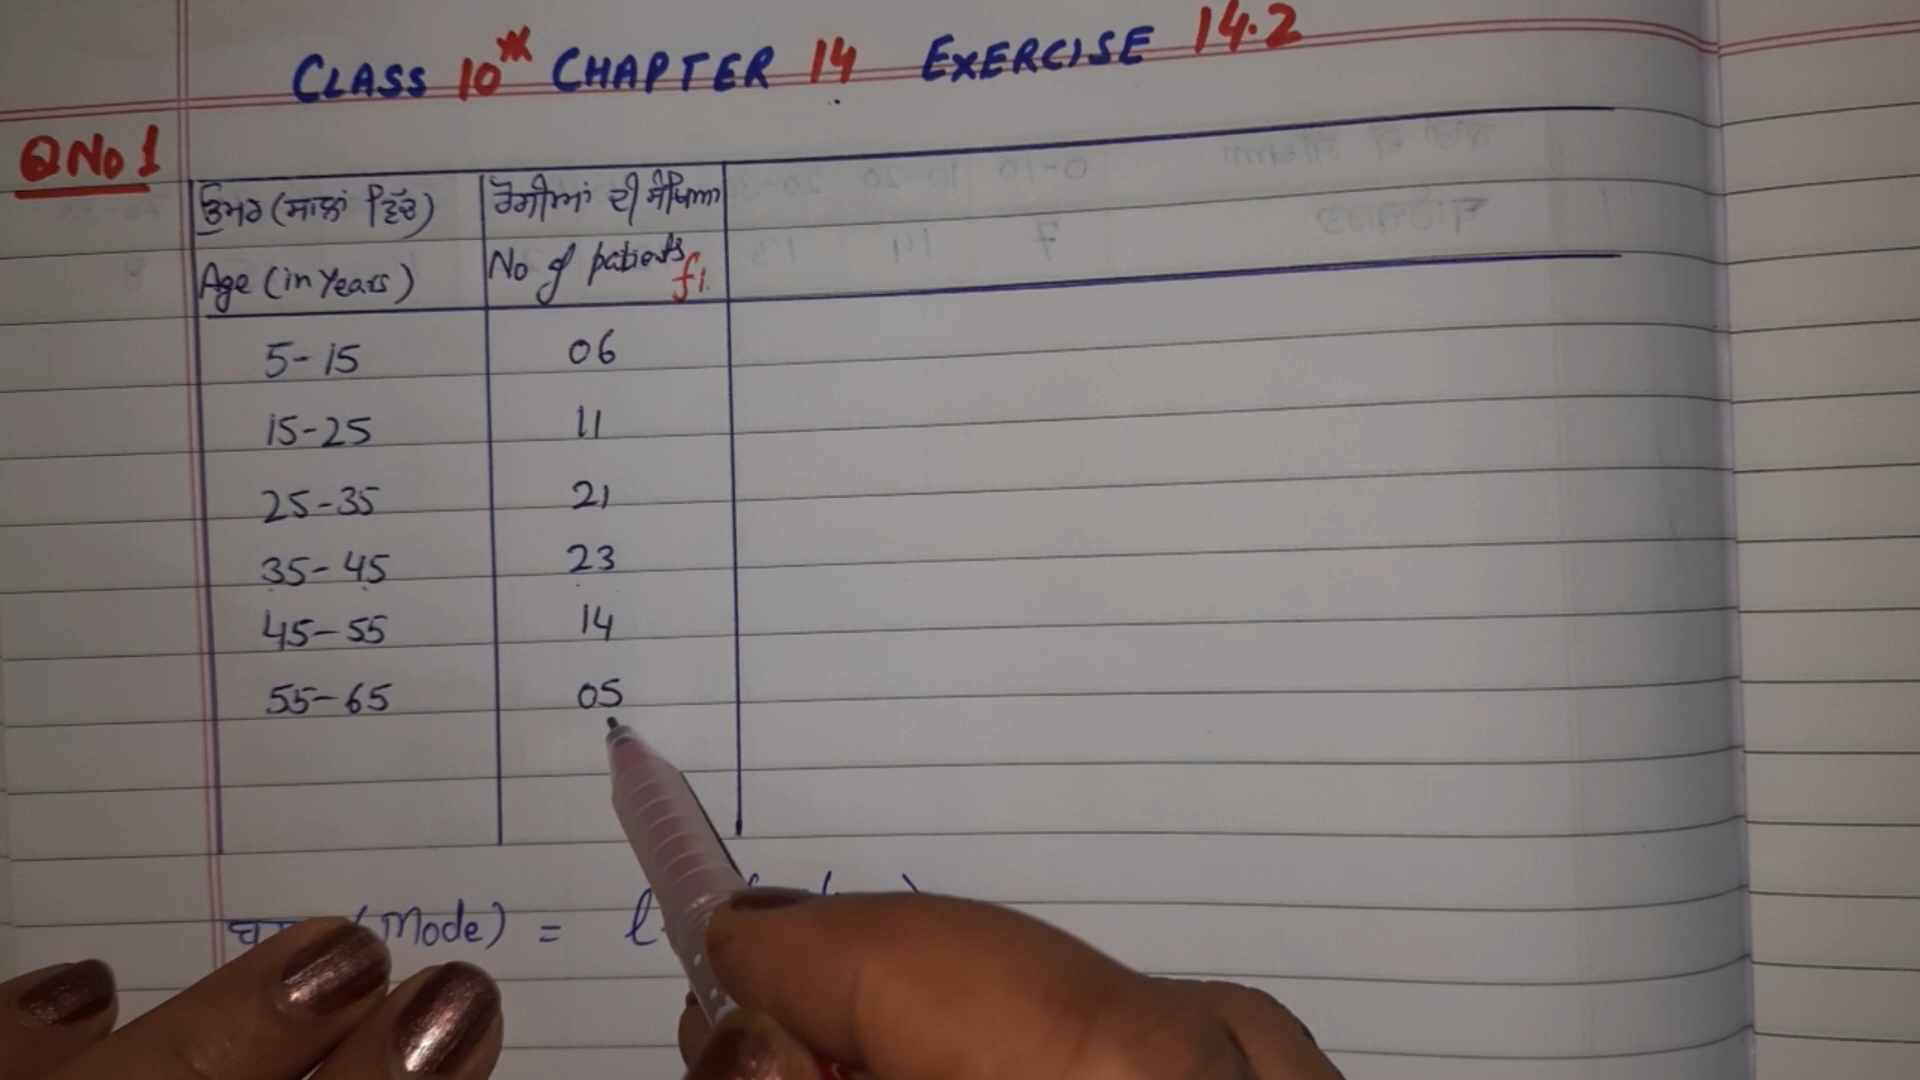 CLASS 10th CHAPTER 14 EXERCISE 14.2
QNo 1
ਉਮਰ (ਸਾਲਾਂ ਵਿੱਚ) ਰੋਗੀਆਂ ਦੀ ਸੰਖਿਆ
Age (in Years) No of patients fi
5-15 06
15-25 11
25-35 21
35-45 23
45-55 14
55-65 05
(Mode) = l